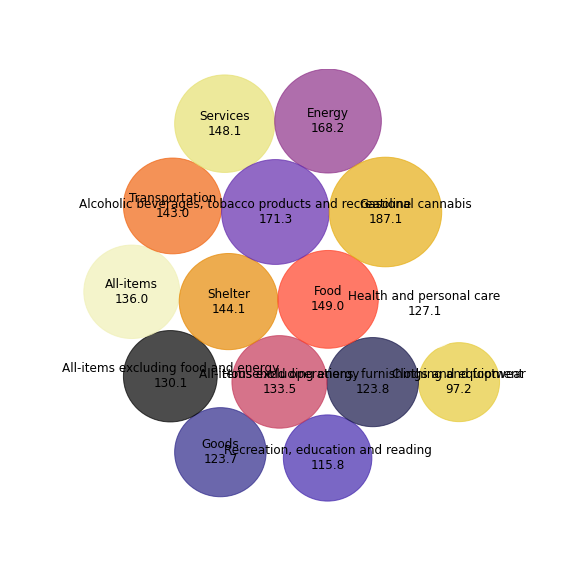 Services
148.1
Energy
168.2
Transportation
143.0
Alcoholic beverages, tobacco products and recreational cannabis
171.3
Gasoline
187.1
All-items
136.0
Shelter
144.1
Food
149.0
Health and personal care
127.1
All-items excluding food and energy
130.1
All-items excluding energy
133.5
Household operations, furnishings and equipment
123.8
Clothing and footwear
97.2
Goods
123.7
Recreation, education and reading
115.8